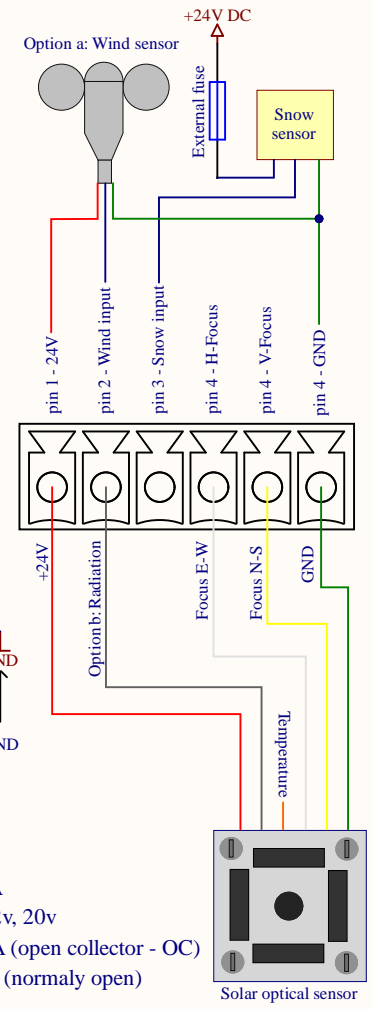 +24V DC
Option a: Wind sensor
External fuse
Snow
sensor
pin 1 - 24V
pin 2 - Wind input
pin 3 - Snow input
pin 4 - H-Focus
pin 4 - V-Focus
pin 4 - GND
+24V
Option b: Radiation
Focus E-W
Focus N-S
GND
ND
ND
Temperature
v, 20v
(open collector - OC)
(normaly open)
Solar optical sensor